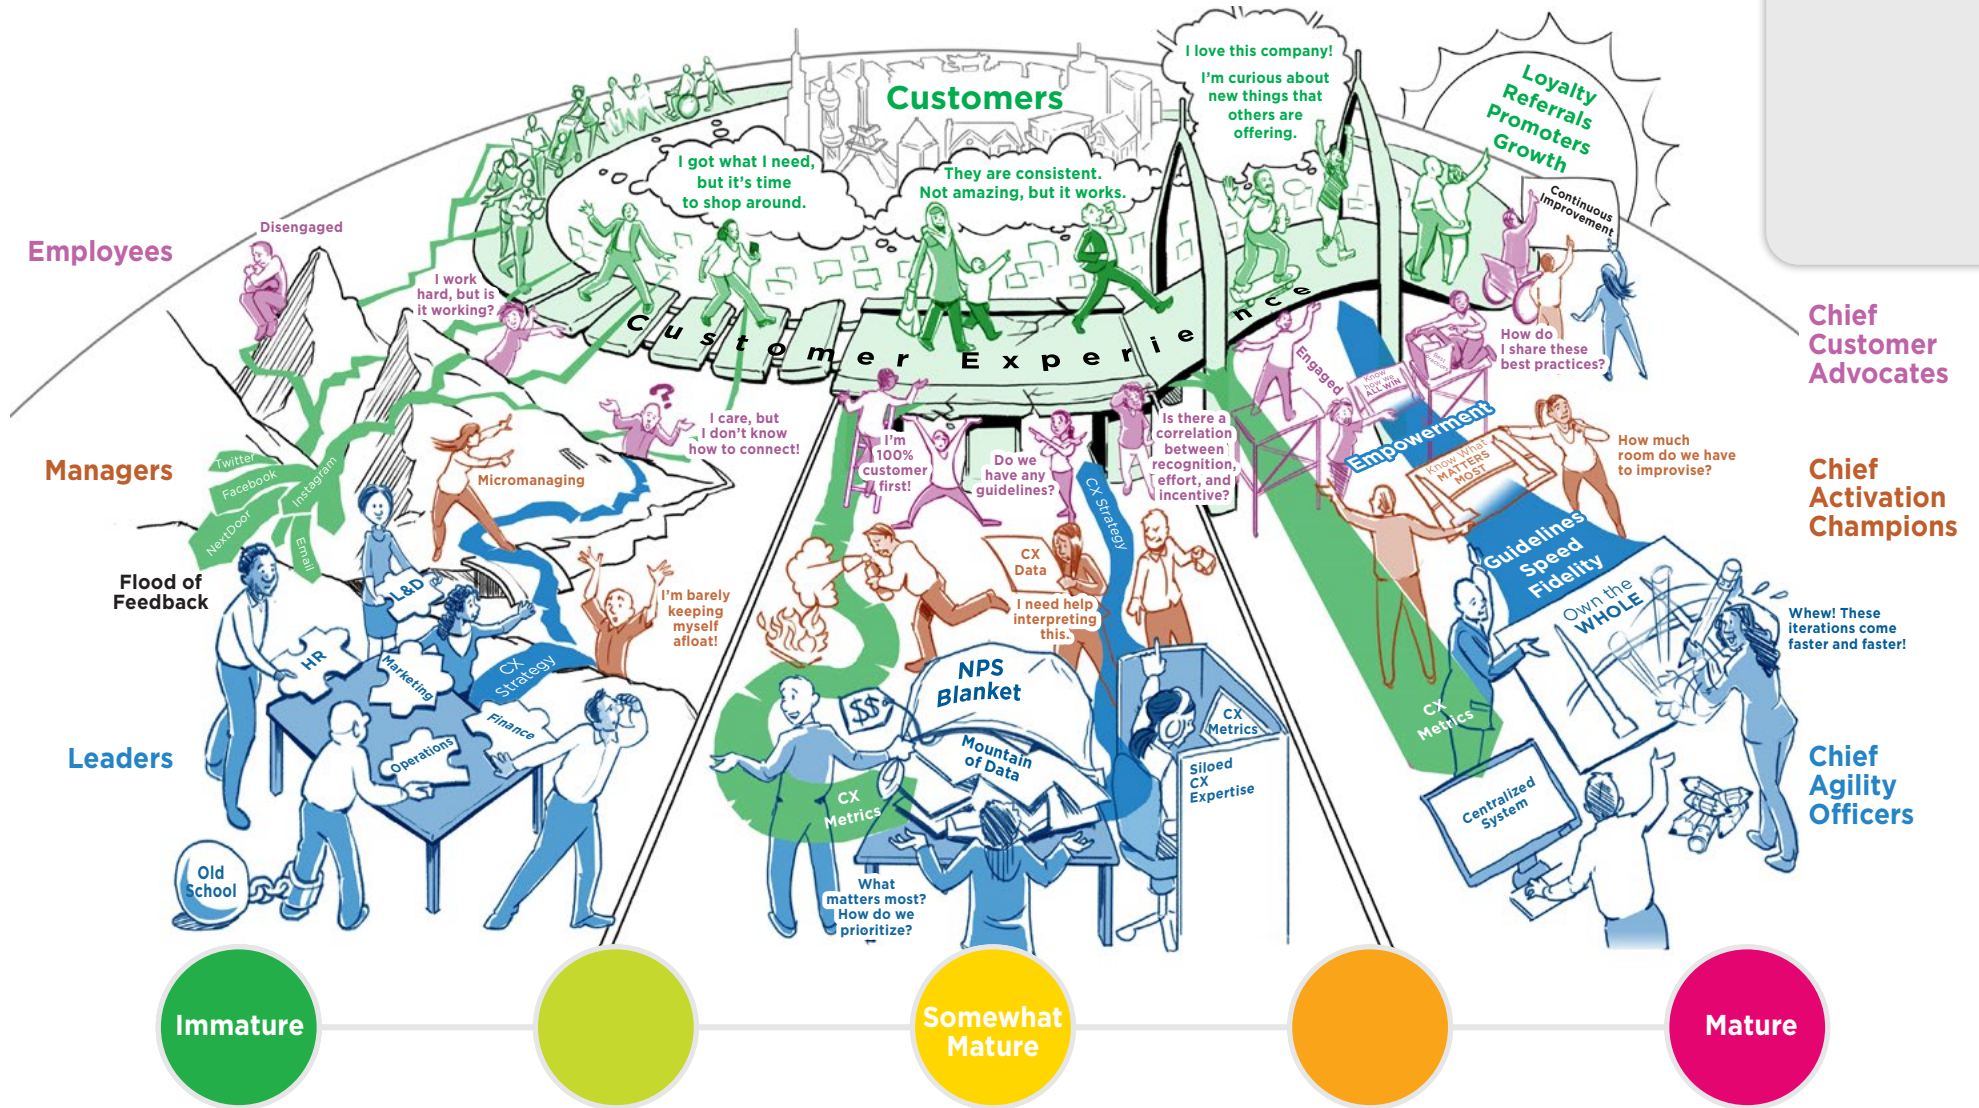 Customers
I love this company!
I'm curious about
new things that
others are
offering.
Loyalty
Referrals
Promoters
Growth
Continuous
Improvement
I got what I need,
but it's time
to shop around.
They are consistent.
Not amazing, but it works.
Customer Experience
Employees
Disengaged
I work
hard, but is
it working?
I care, but
I don't know
how to connect!
Managers
Micromanaging
Twitter
Facebook
Instagram
NextDoor
Email
Flood of
Feedback
I'm barely
keeping
myself
afloat!
Leaders
L&D
HR
Marketing
CX
Strategy
Finance
Operations
Old
School
I'm
100%
customer
first!
Do we
have any
guidelines?
Is there a
correlation
between
recognition,
effort, and
incentive?
CX Strategy
CX
Data
I need help
interpreting
this.
NPS
Blanket
$$
Mountain
of Data
CX
Metrics
CX
Metrics
Siloed
CX
Expertise
What
matters most?
How do we
prioritize?
Engaged
Know
how we
ALL WIN
Best
Practices
How do
I share these
best practices?
Empowerment
Know What
MATTERS
MOST
How much
room do we have
to improvise?
Guidelines
Speed
Fidelity
Own the
WHOLE
Whew! These
iterations come
faster and faster!
CX
Metrics
Centralized
System
Chief
Customer
Advocates
Chief
Activation
Champions
Chief
Agility
Officers
Immature
Somewhat
Mature
Mature